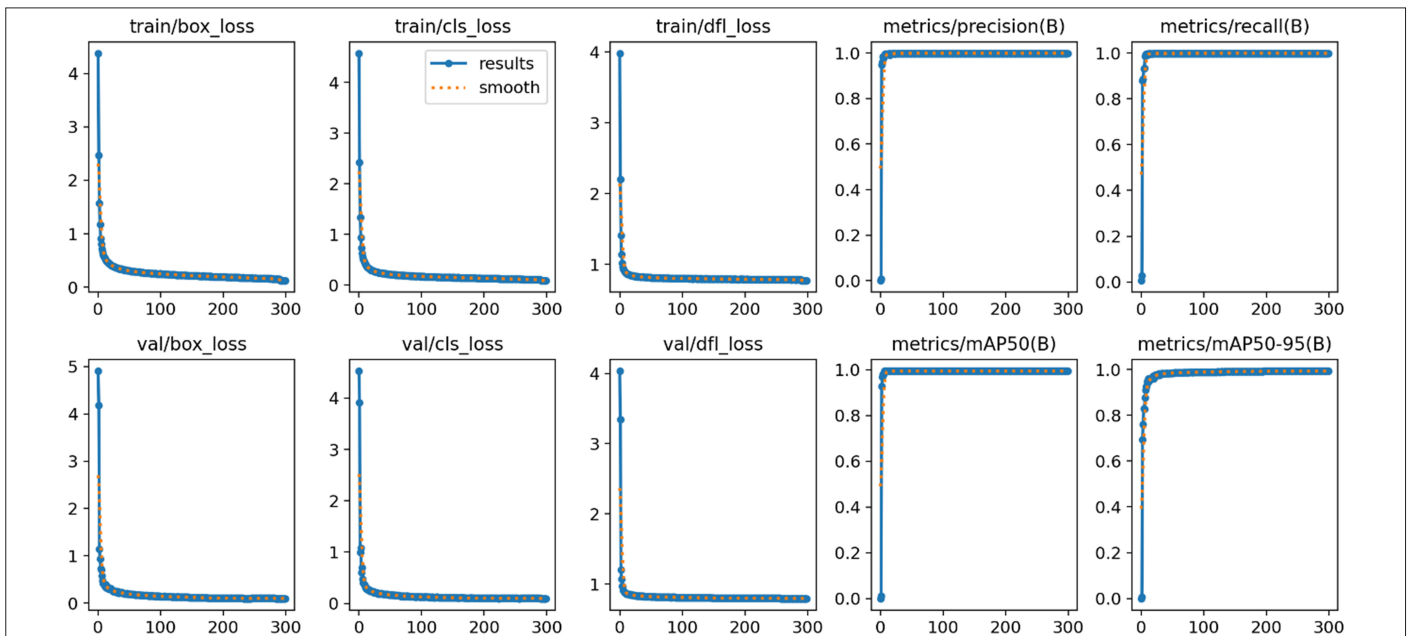 train/box_loss
train/cls_loss
train/dfl_loss
metrics/precision(B)
metrics/recall(B)
4
3
2
1
0
0 100 200 300
4
3
2
1
0
0 100 200 300
results
smooth
4
3
2
1
0 100 200 300
1.0
0.8
0.6
0.4
0.2
0.0
0 100 200 300
1.0
0.8
0.6
0.4
0.2
0.0
0 100 200 300
val/box_loss
val/cls_loss
val/dfl_loss
metrics/mAP50(B)
metrics/mAP50-95(B)
5
4
3
2
1
0
0 100 200 300
4
3
2
1
0
0 100 200 300
4
3
2
1
0 100 200 300
1.0
0.8
0.6
0.4
0.2
0.0
0 100 200 300
1.0
0.8
0.6
0.4
0.2
0.0
0 100 200 300